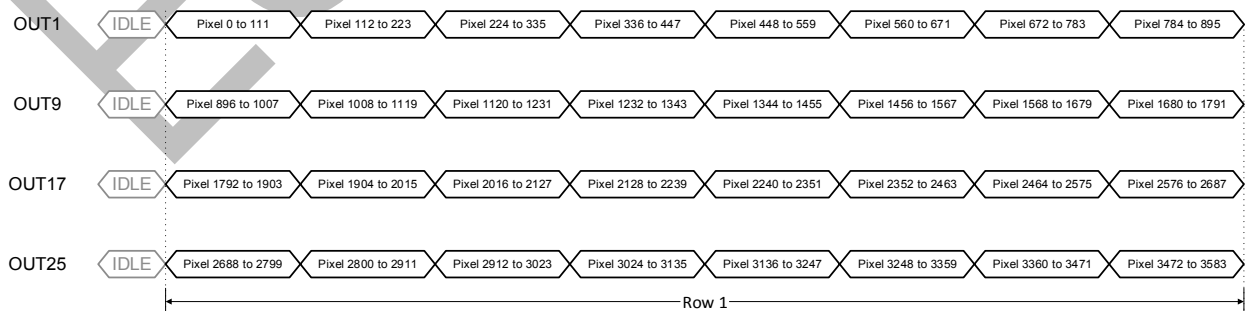 OUT1 IDLE Pixel 0 to 111 Pixel 112 to 223 Pixel 224 to 335 Pixel 336 to 447 Pixel 448 to 559 Pixel 560 to 671 Pixel 672 to 783 Pixel 784 to 895
OUT9 IDLE Pixel 896 to 1007 Pixel 1008 to 1119 Pixel 1120 to 1231 Pixel 1232 to 1343 Pixel 1344 to 1455 Pixel 1456 to 1567 Pixel 1568 to 1679 Pixel 1680 to 1791
OUT17 IDLE Pixel 1792 to 1903 Pixel 1904 to 2015 Pixel 2016 to 2127 Pixel 2128 to 2239 Pixel 2240 to 2351 Pixel 2352 to 2463 Pixel 2464 to 2575 Pixel 2576 to 2687
OUT25 IDLE Pixel 2688 to 2799 Pixel 2800 to 2911 Pixel 2912 to 3023 Pixel 3024 to 3135 Pixel 3136 to 3247 Pixel 3248 to 3359 Pixel 3360 to 3471 Pixel 3472 to 3583
Row 1